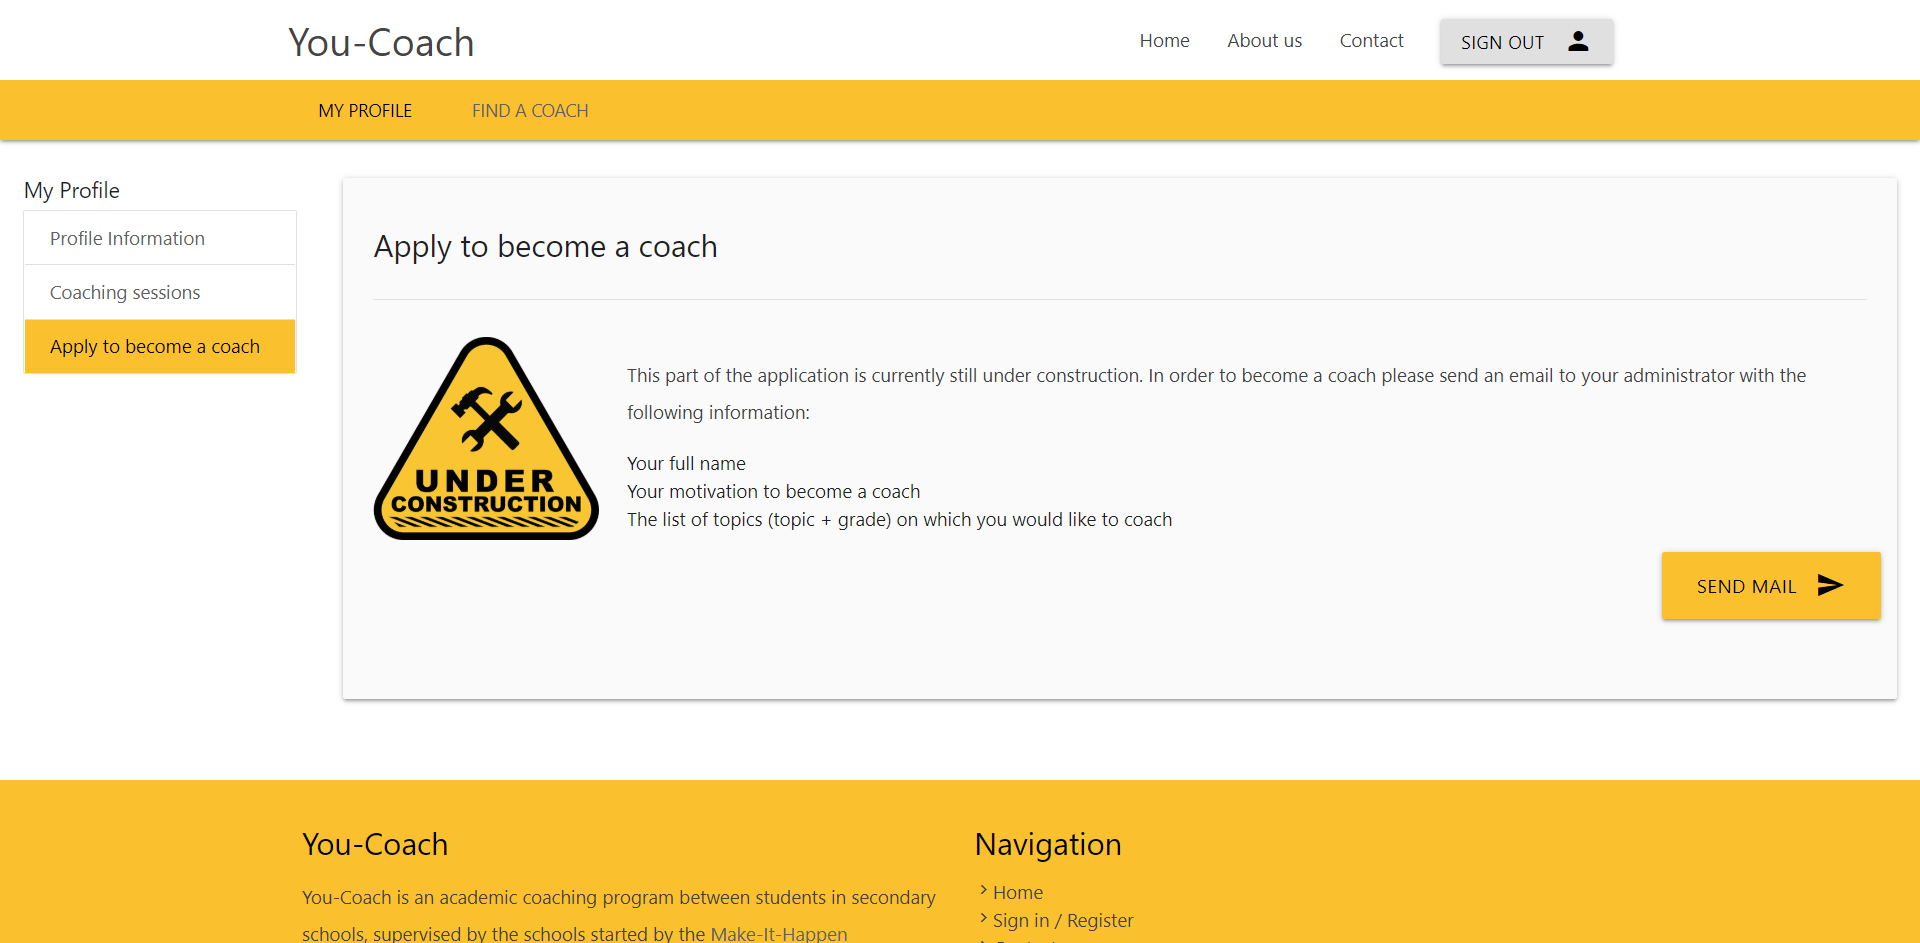 You-Coach
Home
About us
Contact
SIGN OUT
MY PROFILE
FIND A COACH
My Profile
Profile Information
Coaching sessions
Apply to become a coach
Apply to become a coach
UNDER
CONSTRUCTION
This part of the application is currently still under construction. In order to become a coach please send an email to your administrator with the
following information:
Your full name
Your motivation to become a coach
The list of topics (topic + grade) on which you would like to coach
SEND MAIL
You-Coach
You-Coach is an academic coaching program between students in secondary
schools, supervised by the schools started by the Make-It-Happen
Navigation
Home
Sign in / Register